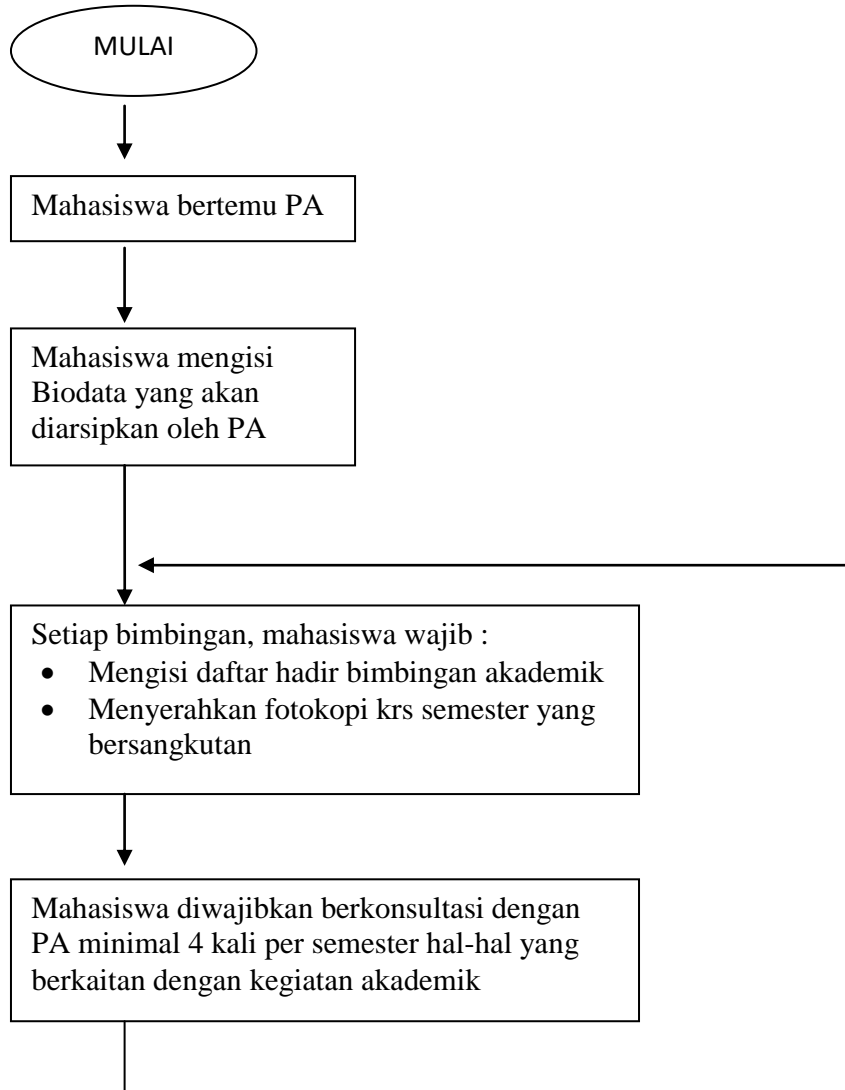 MULAI
Mahasiswa bertemu PA
Mahasiswa mengisi
Biodata yang akan
diarsipkan oleh PA
Setiap bimbingan, mahasiswa wajib :
• Mengisi daftar hadir bimbingan akademik
• Menyerahkan fotokopi krs semester yang
bersangkutan
Mahasiswa diwajibkan berkonsultasi dengan
PA minimal 4 kali per semester hal-hal yang
berkaitan dengan kegiatan akademik